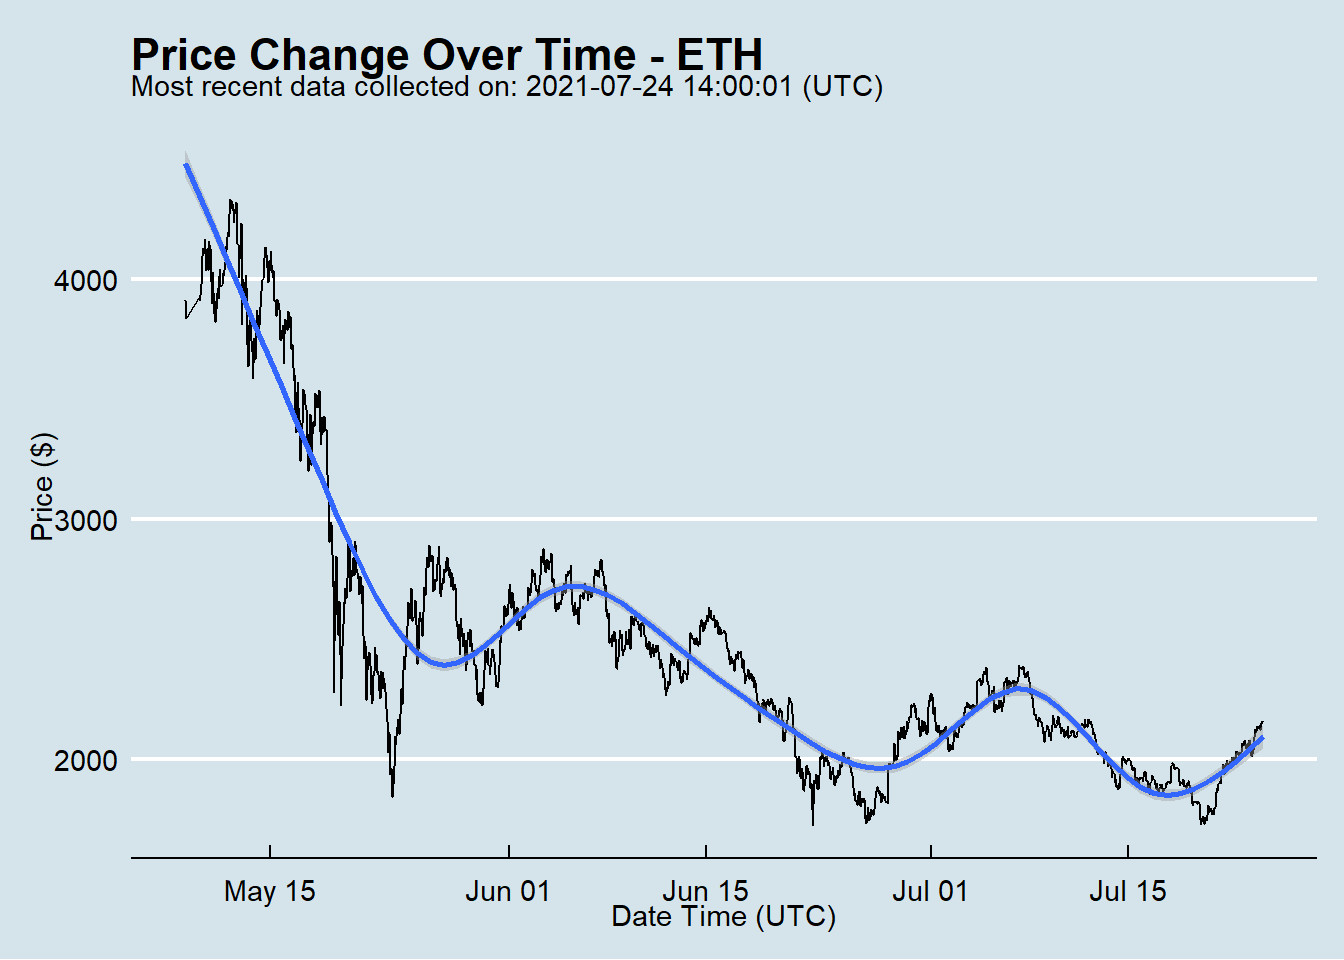 Price Change Over Time - ETH
Most recent data collected on: 2021-07-24 14:00:01 (UTC)
Price ($)
4000
3000
2000
May 15
Jun 01
Jun 15
Jul 01
Jul 15
Date Time (UTC)